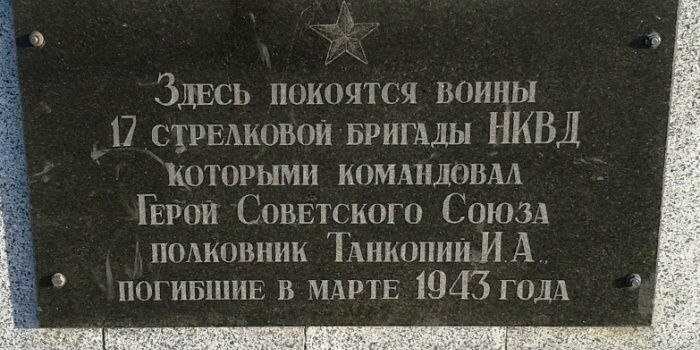 Здесь покоятся воины
17 стрелковой бригады НКВД
которыми командовал
Герой Советского Союза
полковник Танкопий И.А.,
погибшие в марте 1943 года